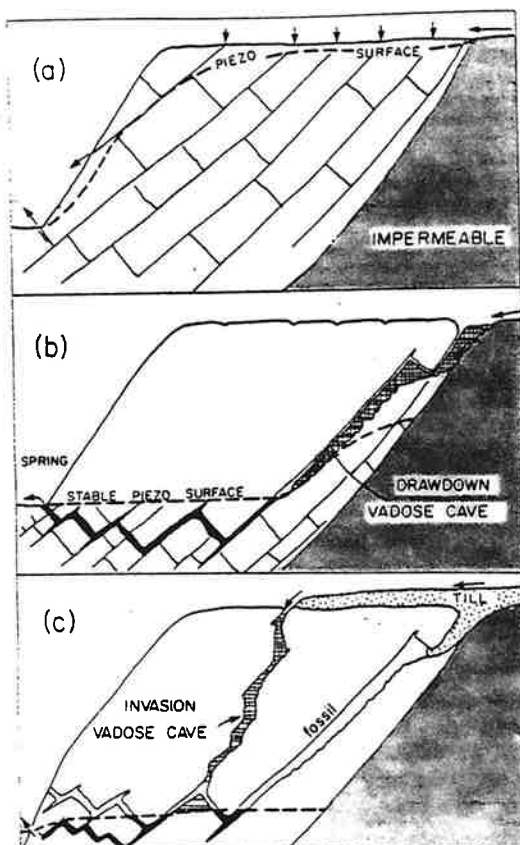 (a)
PIEZO SURFACE
IMPERMEABLE
(b)
SPRING
STABLE PIEZO SURFACE
DRAWDOWN
VADOSE CAVE
(c)
TILL
INVASION
VADOSE CAVE
fossil